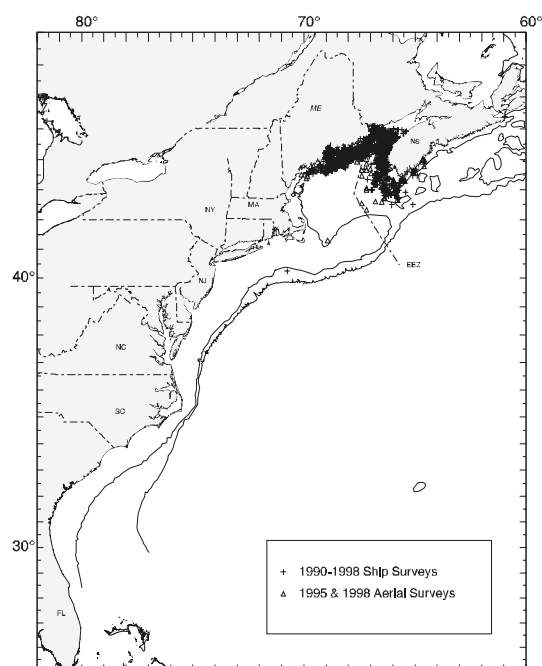 80° 70° 60°
ME
NS
NY
MA
EEZ
40°
NJ
NC
SC
30°
+ 1990-1998 Ship Surveys
△ 1995 & 1998 Aerial Surveys
FL